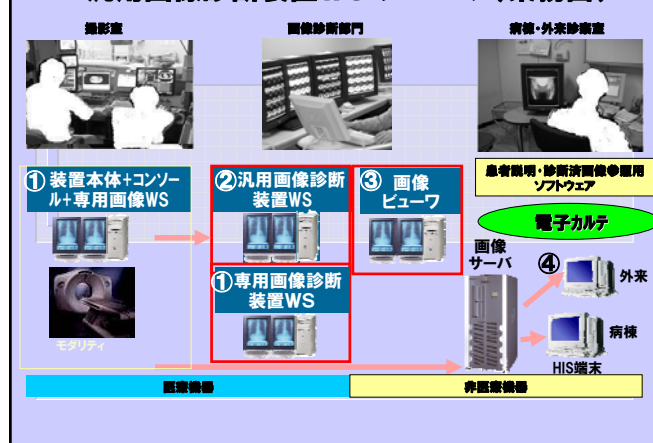 撮影室
画像診断部門
病棟・外来診察室
①装置本体+コンソー
ル+専用画像WS
②汎用画像診断
装置WS
③ 画像
ビューワ
患者説明・診断済画像参照用
ソフトウェア
電子カルテ
①専用画像診断
装置WS
画像
サーバ
④
外来
病棟
HIS端末
モダリティ
医療機器
非医療機器